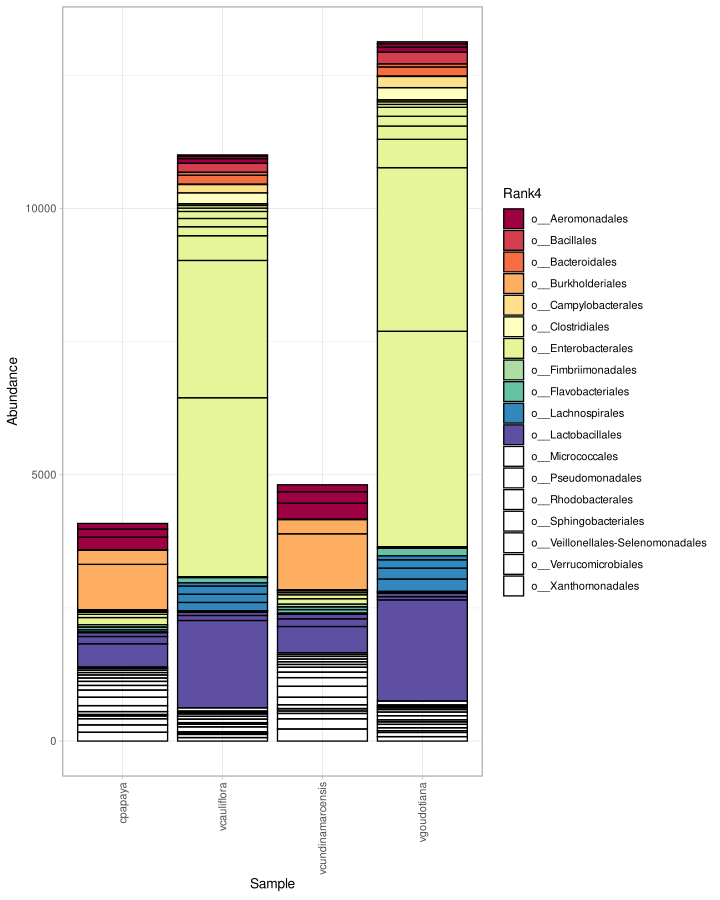 Abundance
10000
5000
0
cpapaya
vcauliflora
vcundinamarcensis
vgoudotiana
Sample
Rank4
o__Aeromonadales
o__Bacillales
o__Bacteroidales
o__Burkholderiales
o__Campylobacterales
o__Clostridiales
o__Enterobacterales
o__Fimbriimonadales
o__Flavobacteriales
o__Lachnospirales
o__Lactobacillales
o__Micrococcales
o__Pseudomonadales
o__Rhodobacterales
o__Sphingobacteriales
o__Veillonellales-Selenomonadales
o__Verrucomicrobiales
o__Xanthomonadales